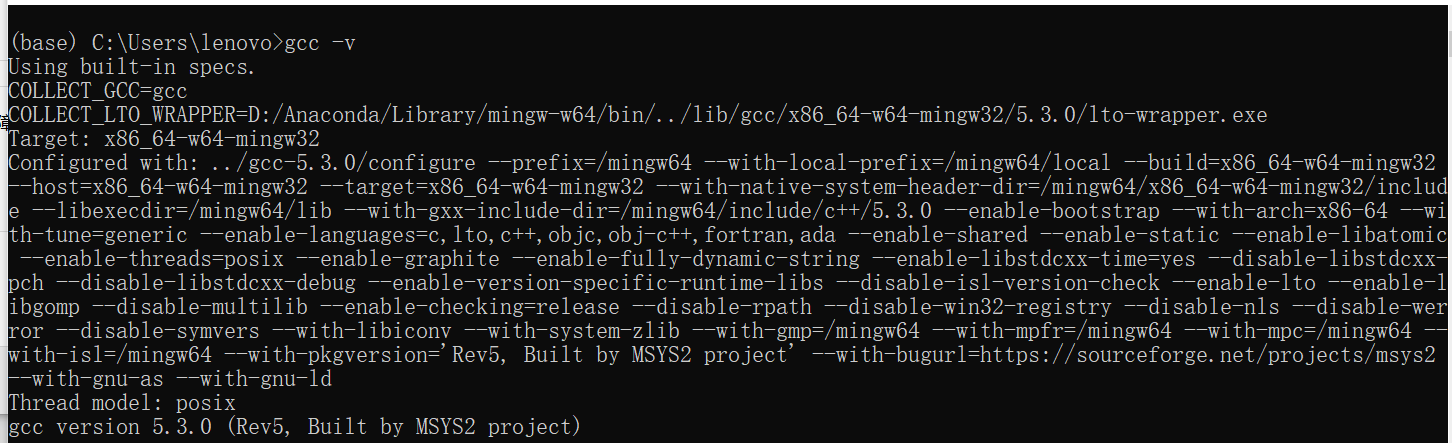 (base) C:\Users\lenovo>gcc -v
Using built-in specs.
COLLECT_GCC=gcc
COLLECT_LTO_WRAPPER=D:/Anaconda/Library/mingw-w64/bin/../lib/gcc/x86_64-w64-mingw32/5.3.0/lto-wrapper.exe
Target: x86_64-w64-mingw32
Configured with: ../gcc-5.3.0/configure --prefix=/mingw64 --with-local-prefix=/mingw64/local --build=x86_64-w64-mingw32
--host=x86_64-w64-mingw32 --target=x86_64-w64-mingw32 --with-native-system-header-dir=/mingw64/x86_64-w64-mingw32/includ
e --libexecdir=/mingw64/lib --with-gxx-include-dir=/mingw64/include/c++/5.3.0 --enable-bootstrap --with-arch=x86-64 --wi
th-tune=generic --enable-languages=c,lto,c++,objc,obj-c++,fortran,ada --enable-shared --enable-static --enable-libatomic
--enable-threads=posix --enable-graphite --enable-fully-dynamic-string --enable-libstdcxx-time=yes --disable-libstdcxx-
pch --disable-libstdcxx-debug --enable-version-specific-runtime-libs --disable-isl-version-check --enable-lto --enable-l
ibgomp --disable-multilib --enable-checking=release --disable-rpath --disable-win32-registry --disable-nls --disable-wer
ror --disable-symvers --with-libiconv --with-system-zlib --with-gmp=/mingw64 --with-mpfr=/mingw64 --with-mpc=/mingw64 --
with-isl=/mingw64 --with-pkgversion='Rev5, Built by MSYS2 project' --with-bugurl=https://sourceforge.net/projects/msys2
--with-gnu-as --with-gnu-ld
Thread model: posix
gcc version 5.3.0 (Rev5, Built by MSYS2 project)